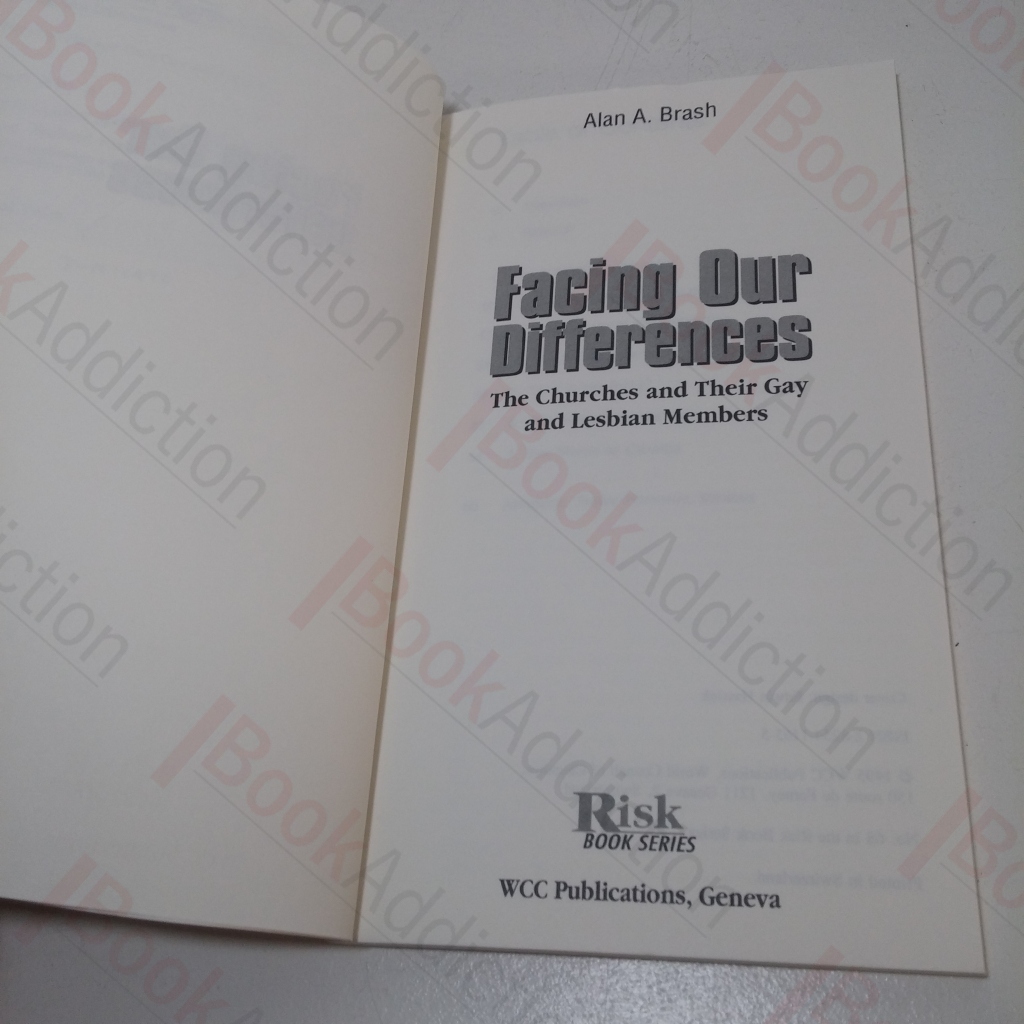 Alan A. Brash
Facing Our
Differences
The Churches and Their Gay
and Lesbian Members
Risk
BOOK SERIES
WCC Publications, Geneva
BookAddiction